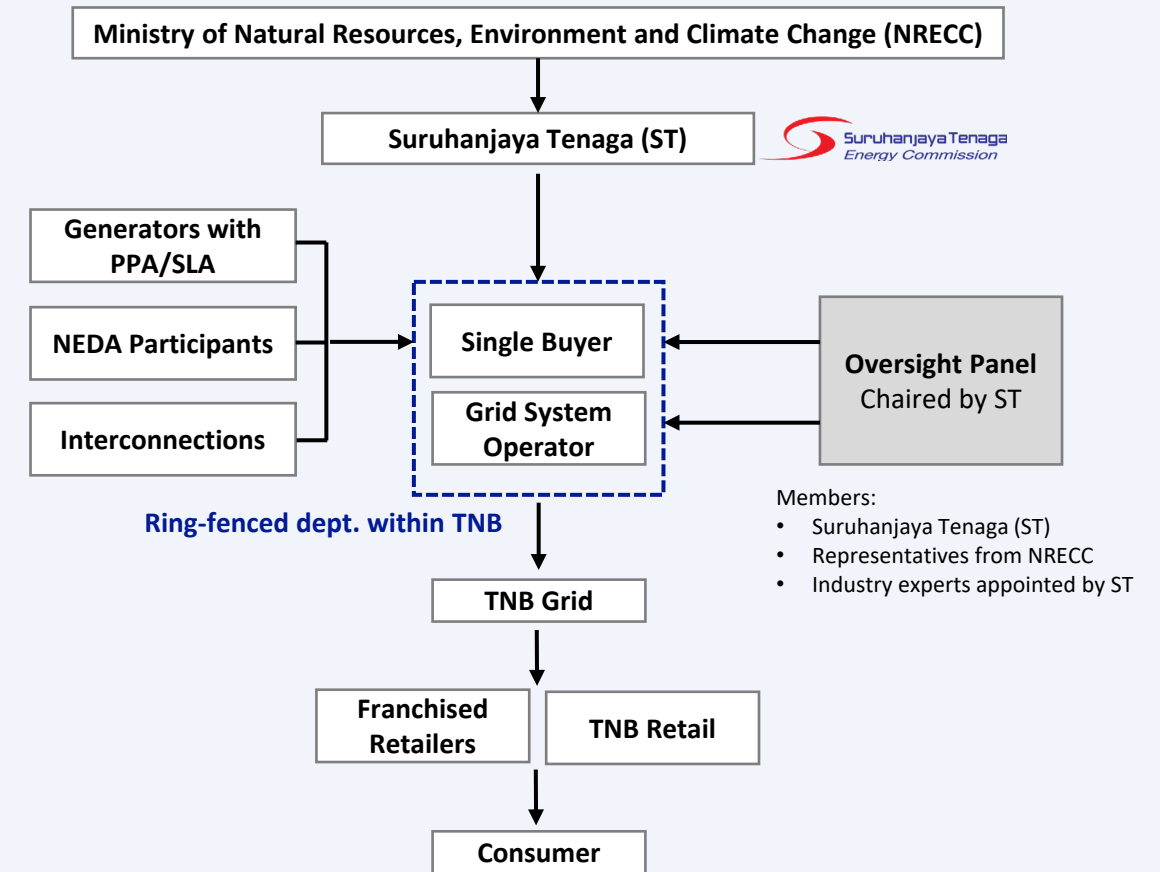 Ministry of Natural Resources, Environment and Climate Change (NRECC)
Suruhanjaya Tenaga (ST)
Suruhanjaya Tenaga
Energy Commission
Generators with
PPA/SLA
NEDA Participants
Interconnections
Single Buyer
Grid System
Operator
Oversight Panel
Chaired by ST
Ring-fenced dept. within TNB
Members:
• Suruhanjaya Tenaga (ST)
• Representatives from NRECC
• Industry experts appointed by ST
TNB Grid
Franchised
Retailers
TNB Retail
Consumer